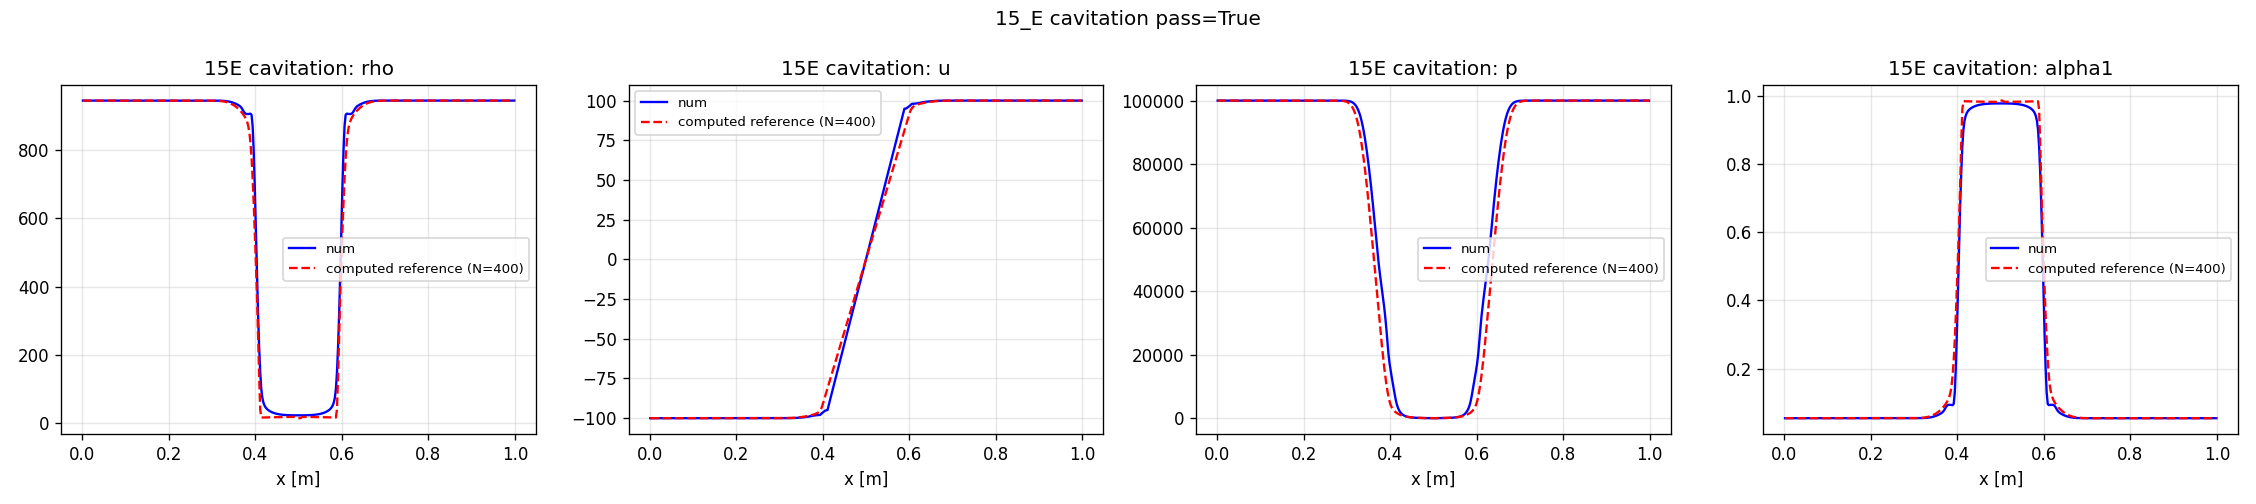 15_E cavitation pass=True
15E cavitation: rho
800
600
400
200
0
0.0 0.2 0.4 0.6 0.8 1.0
x [m]
num
computed reference (N=400)
15E cavitation: u
100
75
50
25
0
−25
−50
−75
−100
0.0 0.2 0.4 0.6 0.8 1.0
x [m]
num
computed reference (N=400)
15E cavitation: p
100000
80000
60000
40000
20000
0
0.0 0.2 0.4 0.6 0.8 1.0
x [m]
num
computed reference (N=400)
15E cavitation: alpha1
1.0
0.8
0.6
0.4
0.2
0.0 0.2 0.4 0.6 0.8 1.0
x [m]
num
computed reference (N=400)